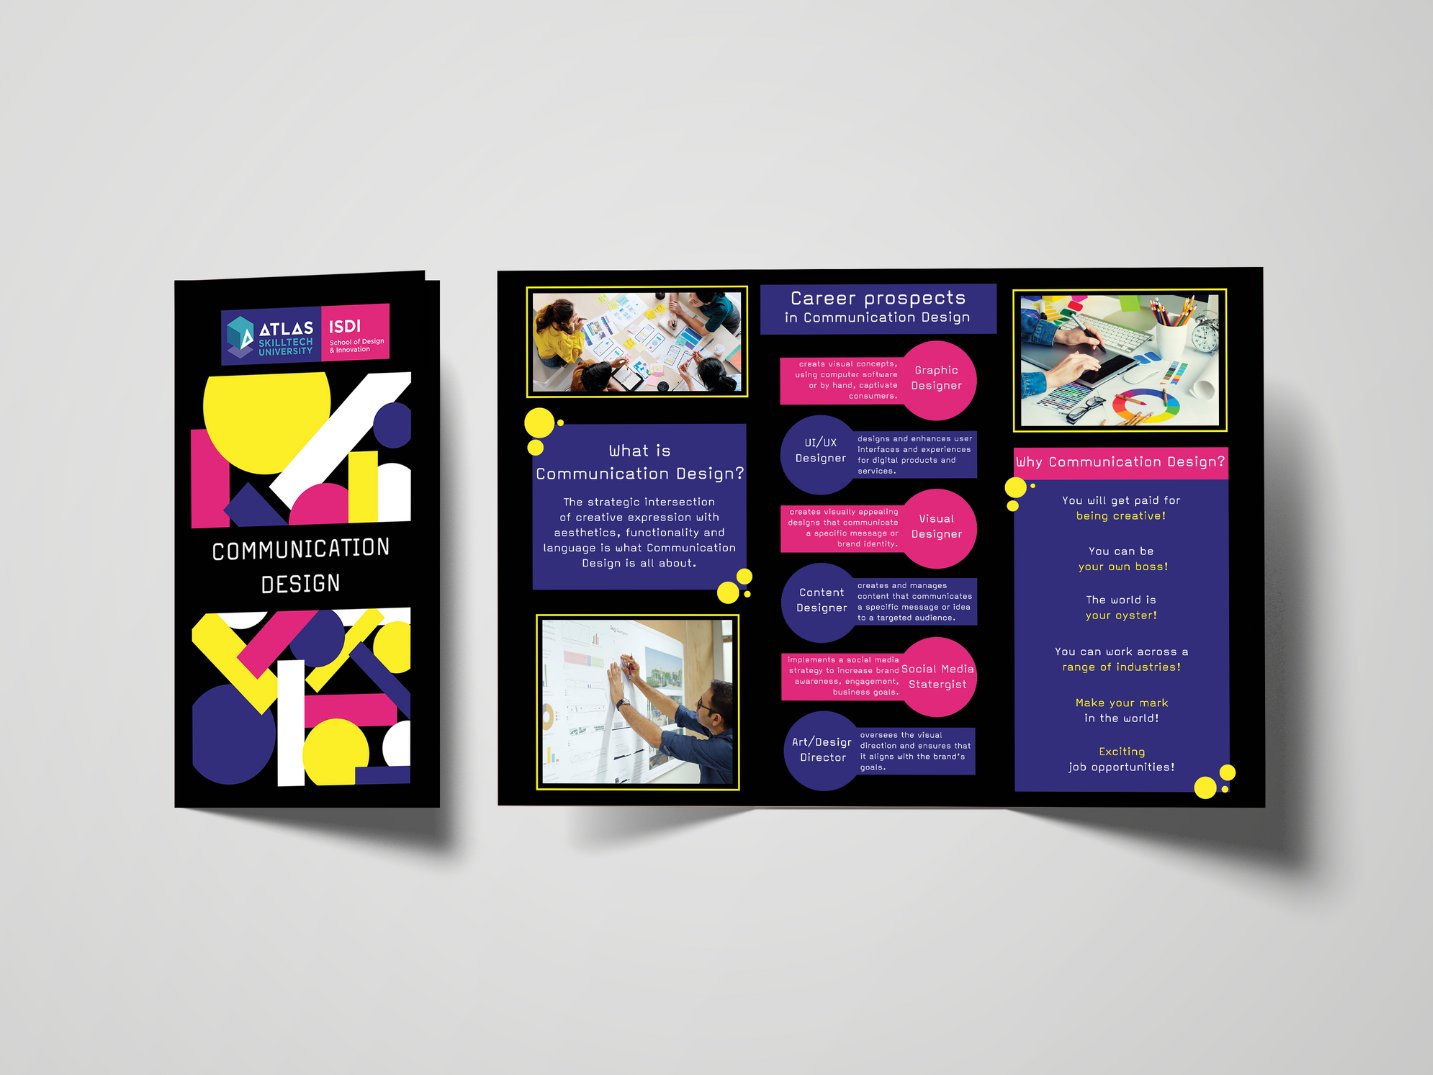 ATLAS
SKILLTECH
UNIVERSITY
ISDI
School of Design
& Innovation
COMMUNICATION
DESIGN
What is
Communication Design?
The strategic intersection
of creative expression with
aesthetics, functionality and
language is what Communication
Design is all about.
Career prospects
in Communication Design
creates visual concepts,
using computer software
or by hand, captivate
consumers.
Graphic
Designer
UI/UX
Designer
designs and enhances user
interfaces and experiences
for digital products and
services.
creates visually appealing
designs that communicate
a specific message or
brand identity.
Visual
Designer
Content
Designer
creates and manages
content that communicates
a specific message or idea
to a targeted audience.
implements a social media
strategy to increase brand
awareness, engagement,
business goals.
Social Media
Statergist
Art/Design
Director
oversees the visual
direction and ensures that
it aligns with the brand's
goals.
Why Communication Design?
You will get paid for
being creative!
You can be
your own boss!
The world is
your oyster!
You can work across a
range of industries!
Make your mark
in the world!
Exciting
job opportunities!